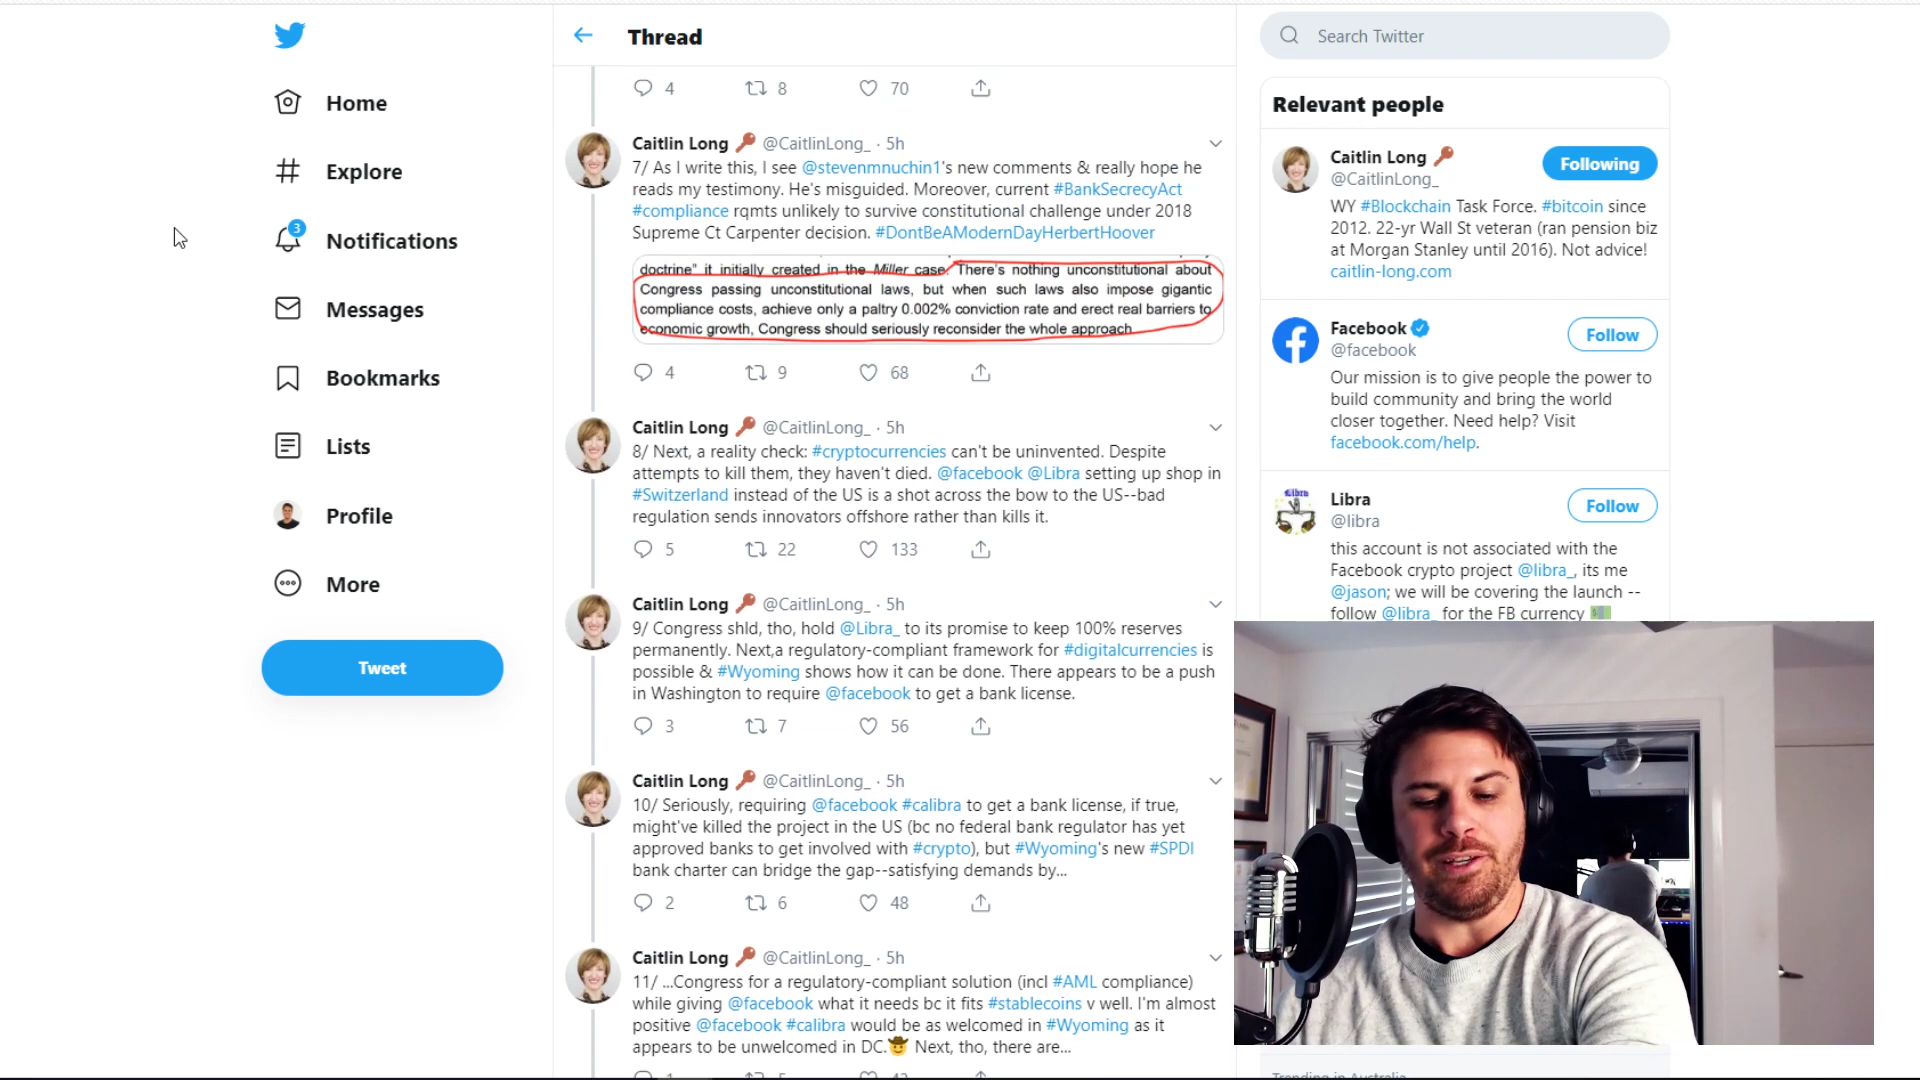 Home
Explore
3
Notifications
Messages
Bookmarks
Lists
Profile
More
Tweet
Thread
4 8 70
Caitlin Long @CaitlinLong_ · 5h
7/ As I write this, I see @stevenmnuchin1's new comments & really hope he
reads my testimony. He's misguided. Moreover, current #BankSecrecyAct
#compliance rqmts unlikely to survive constitutional challenge under 2018
Supreme Ct Carpenter decision. #DontBeAModernDayHerbertHoover
doctrine" it initially created in the Miller case. There's nothing unconstitutional about
Congress passing unconstitutional laws, but when such laws also impose gigantic
compliance costs, achieve only a paltry 0.002% conviction rate and erect real barriers to
economic growth, Congress should seriously reconsider the whole approach
4 9 68
Caitlin Long @CaitlinLong_ · 5h
8/ Next, a reality check: #cryptocurrencies can't be uninvented. Despite
attempts to kill them, they haven't died. @facebook @Libra setting up shop in
#Switzerland instead of the US is a shot across the bow to the US--bad
regulation sends innovators offshore rather than kills it.
5 22 133
Caitlin Long @CaitlinLong_ · 5h
9/ Congress shld, tho, hold @Libra_ to its promise to keep 100% reserves
permanently. Next,a regulatory-compliant framework for #digitalcurrencies is
possible & #Wyoming shows how it can be done. There appears to be a push
in Washington to require @facebook to get a bank license.
3 7 56
Caitlin Long @CaitlinLong_ · 5h
10/ Seriously, requiring @facebook #calibra to get a bank license, if true,
might've killed the project in the US (bc no federal bank regulator has yet
approved banks to get involved with #crypto), but #Wyoming's new #SPDI
bank charter can bridge the gap--satisfying demands by...
2 6 48
Caitlin Long @CaitlinLong_ · 5h
11/ ...Congress for a regulatory-compliant solution (incl #AML compliance)
while giving @facebook what it needs bc it fits #stablecoins v well. I'm almost
positive @facebook #calibra would be as welcomed in #Wyoming as it
appears to be unwelcomed in DC. Next, tho, there are...
Search Twitter
Relevant people
Caitlin Long
@CaitlinLong_
Following
WY #Blockchain Task Force. #bitcoin since
2012. 22-yr Wall St veteran (ran pension biz
at Morgan Stanley until 2016). Not advice!
caitlin-long.com
Facebook
@facebook
Follow
Our mission is to give people the power to
build community and bring the world
closer together. Need help? Visit
facebook.com/help.
Libra
@libra
Follow
this account is not associated with the
Facebook crypto project @libra_, its me
@jason; we will be covering the launch --
follow @libra_ for the FB currency
Trending in Australia